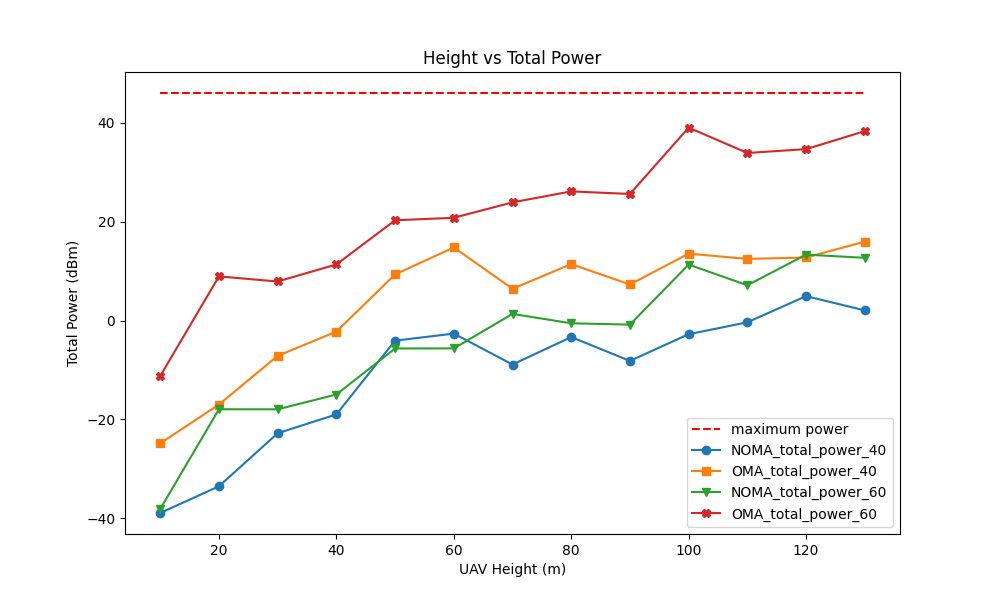 Height vs Total Power
Total Power (dBm)
40
20
0
−20
−40
20
40
60
80
100
120
UAV Height (m)
maximum power
NOMA_total_power_40
OMA_total_power_40
NOMA_total_power_60
OMA_total_power_60